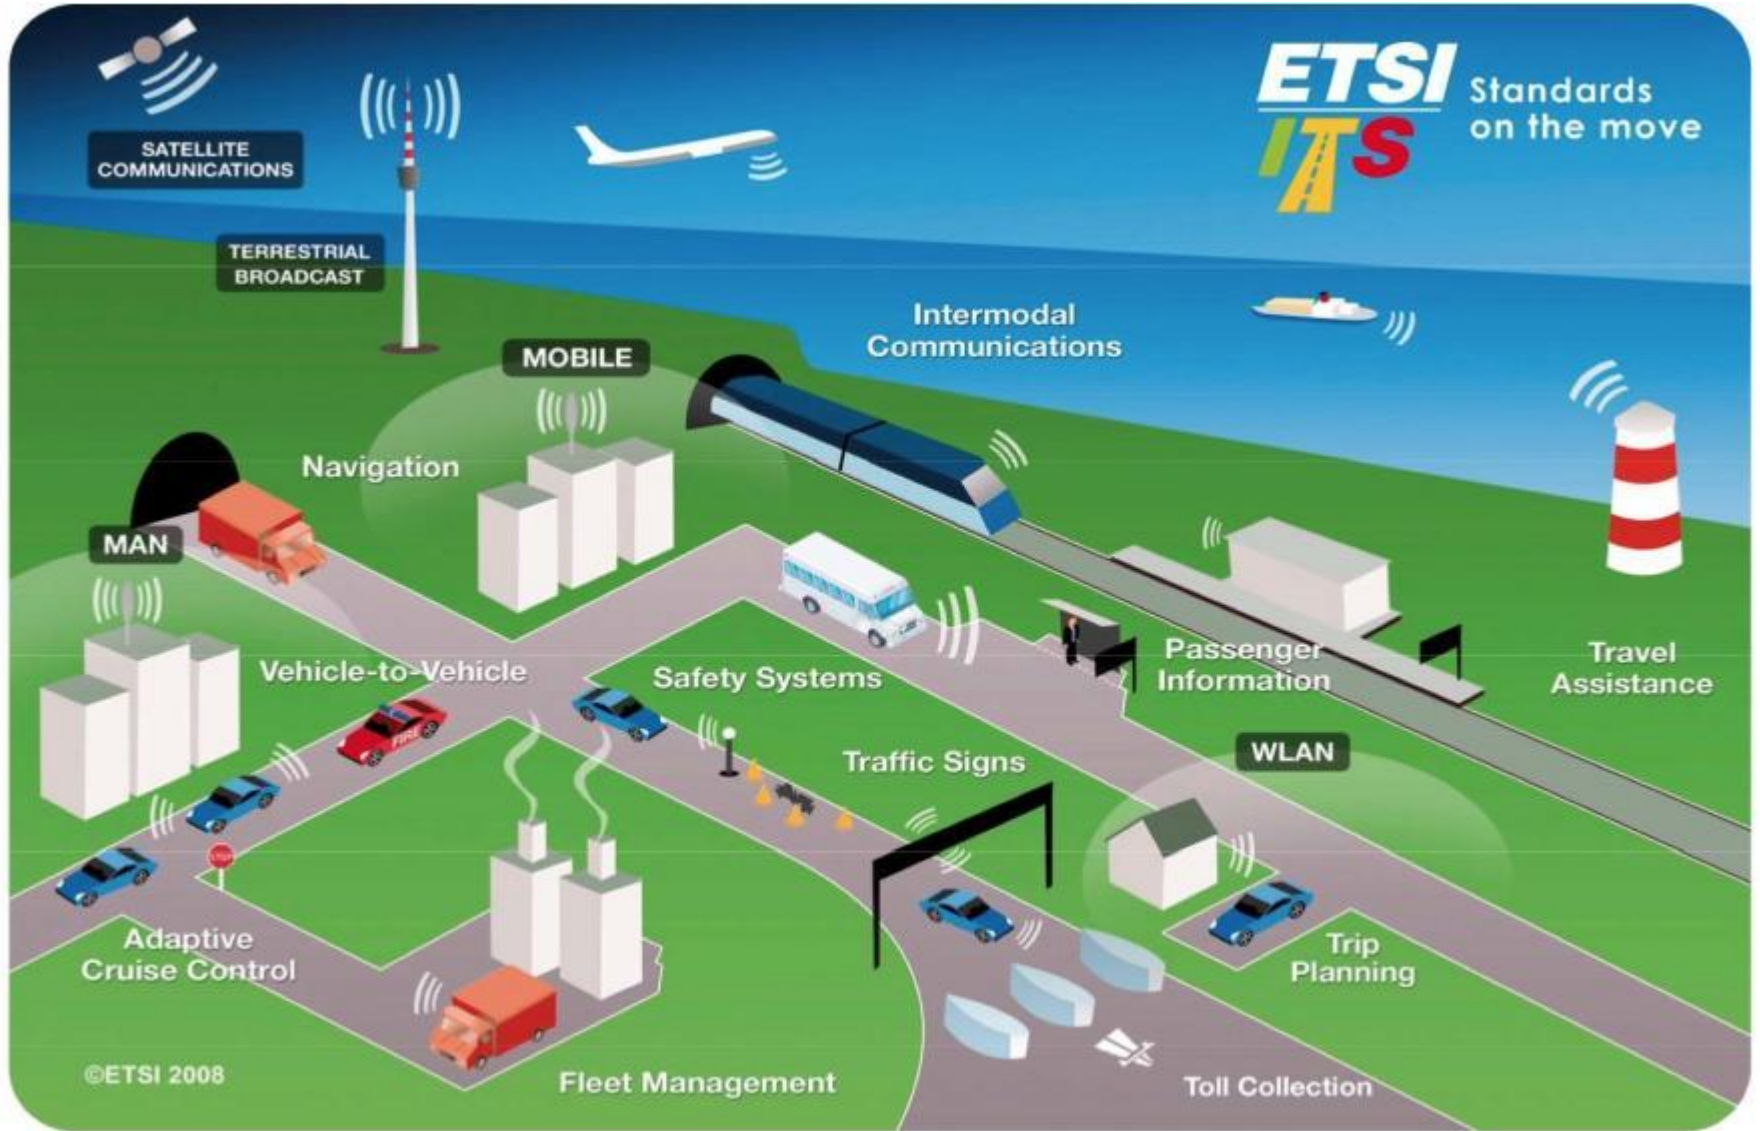 ETSI
ITS
Standards
on the move
SATELLITE
COMMUNICATIONS
TERRESTRIAL
BROADCAST
Intermodal
Communications
MOBILE
Navigation
MAN
Vehicle-to-Vehicle
Safety Systems
Passenger
Information
Travel
Assistance
FIRE
Traffic Signs
WLAN
STOP
Adaptive
Cruise Control
Trip
Planning
©ETSI 2008
Fleet Management
Toll Collection